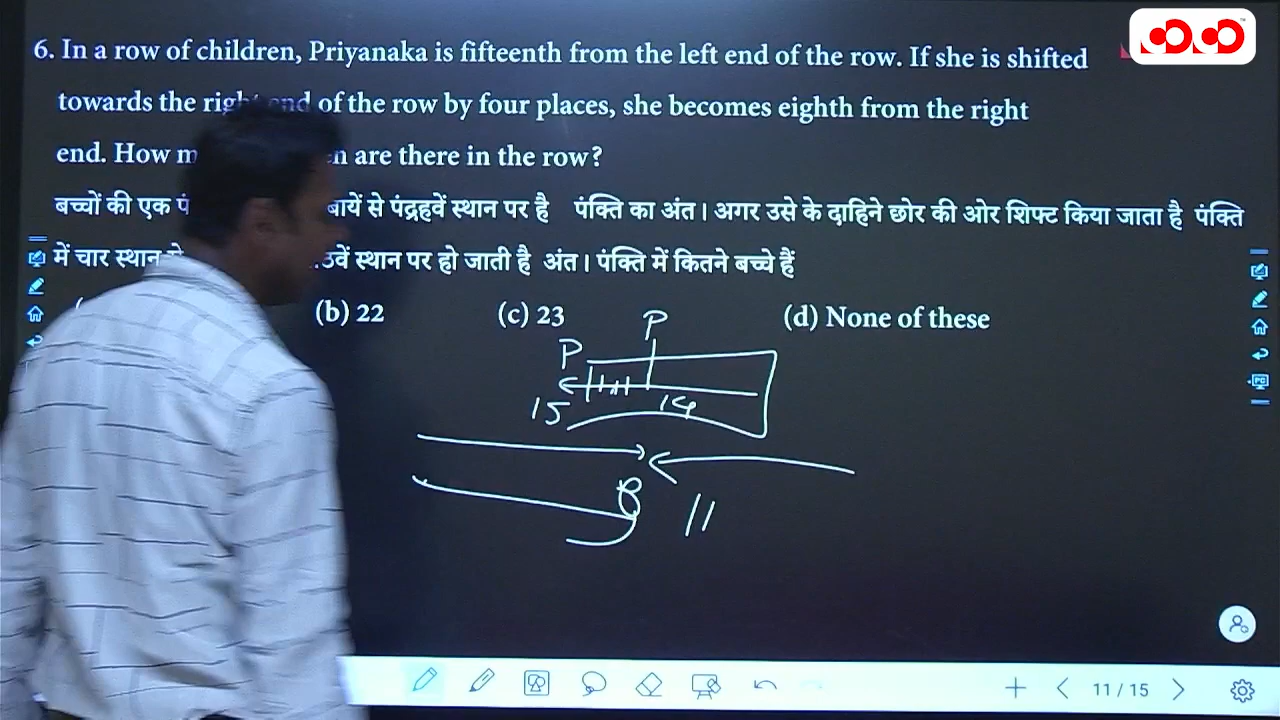 6. In a row of children, Priyanaka is fifteenth from the left end of the row. If she is shifted
towards the right end of the row by four places, she becomes eighth from the right
end. How are there in the row?
बच्चों की एक बायें से पंद्रहवें स्थान पर है पंक्ति का अंत। अगर उसे के दाहिने छोर की ओर शिफ्ट किया जाता है पंक्ति
में चार स्थान स्थान पर हो जाती है अंत। पंक्ति में कितने बच्चे हैं
(b) 22 (c) 23 (d) None of these
P
P
15 14
11
11 / 15